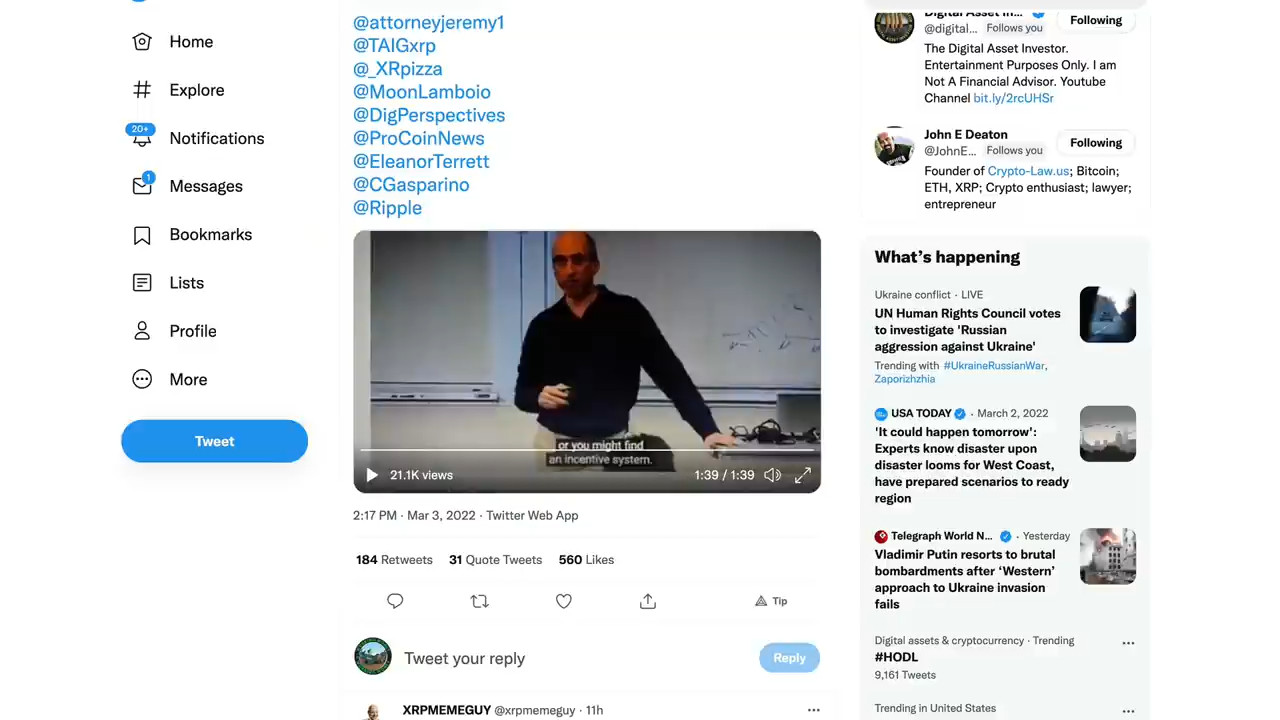 Home
Explore
20+
Notifications
1
Messages
Bookmarks
Lists
Profile
More
Tweet
@attorneyjeremy1
@TAIGxrp
@_XRpizza
@MoonLamboio
@DigPerspectives
@ProCoinNews
@EleanorTerrett
@CGasparino
@Ripple
or you might find
an incentive system.
21.1K views
1:39 / 1:39
2:17 PM · Mar 3, 2022 · Twitter Web App
184 Retweets 31 Quote Tweets 560 Likes
Tip
Tweet your reply
Reply
XRPMEMEGUY @xrpmemeguy · 11h
Digital Asset In...
@digital... Follows you
Following
The Digital Asset Investor.
Entertainment Purposes Only. I am
Not A Financial Advisor. Youtube
Channel bit.ly/2rcUHSr
John E Deaton
@JohnE... Follows you
Following
Founder of Crypto-Law.us; Bitcoin;
ETH, XRP; Crypto enthusiast; lawyer;
entrepreneur
What's happening
Ukraine conflict · LIVE
UN Human Rights Council votes
to investigate 'Russian
aggression against Ukraine'
Trending with #UkraineRussianWar,
Zaporizhzhia
USA TODAY · March 2, 2022
'It could happen tomorrow':
Experts know disaster upon
disaster looms for West Coast,
have prepared scenarios to ready
region
Telegraph World N... · Yesterday
Vladimir Putin resorts to brutal
bombardments after ‘Western’
approach to Ukraine invasion
fails
Digital assets & cryptocurrency · Trending
#HODL
9,161 Tweets
Trending in United States